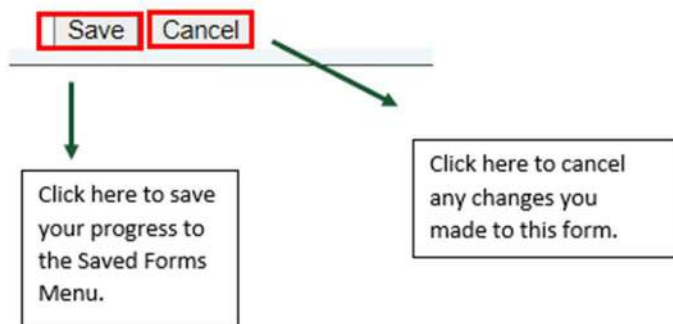 Save Cancel
Click here to save
your progress to
the Saved Forms
Menu.
Click here to cancel
any changes you
made to this form.